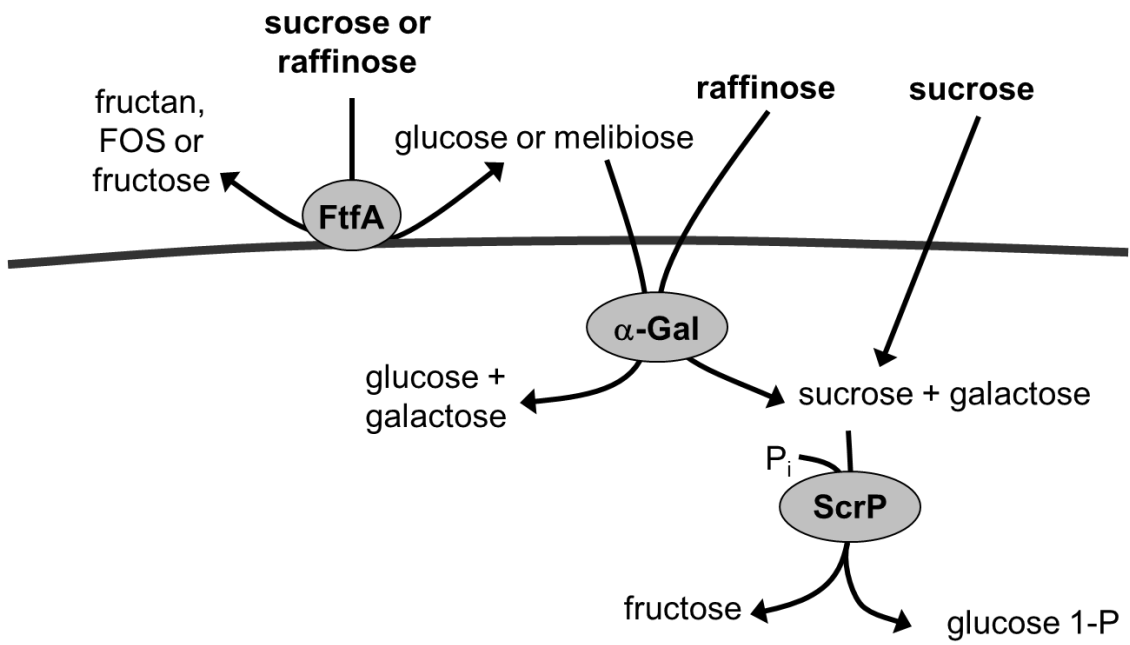 sucrose or
raffinose
fructan,
FOS or
fructose
glucose or melibiose
raffinose
sucrose
FtfA
α-Gal
glucose +
galactose
sucrose + galactose
Pi
ScrP
fructose
glucose 1-P